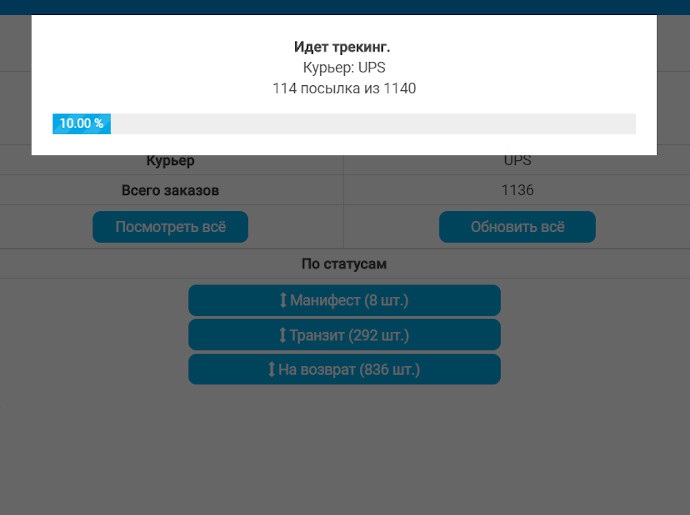 Идет трекинг.
Курьер: UPS
114 посылка из 1140
10.00 %
Курьер UPS
Всего заказов 1136
Посмотреть всё Обновить всё
По статусам
Манифест (8 шт.)
Транзит (292 шт.)
На возврат (836 шт.)